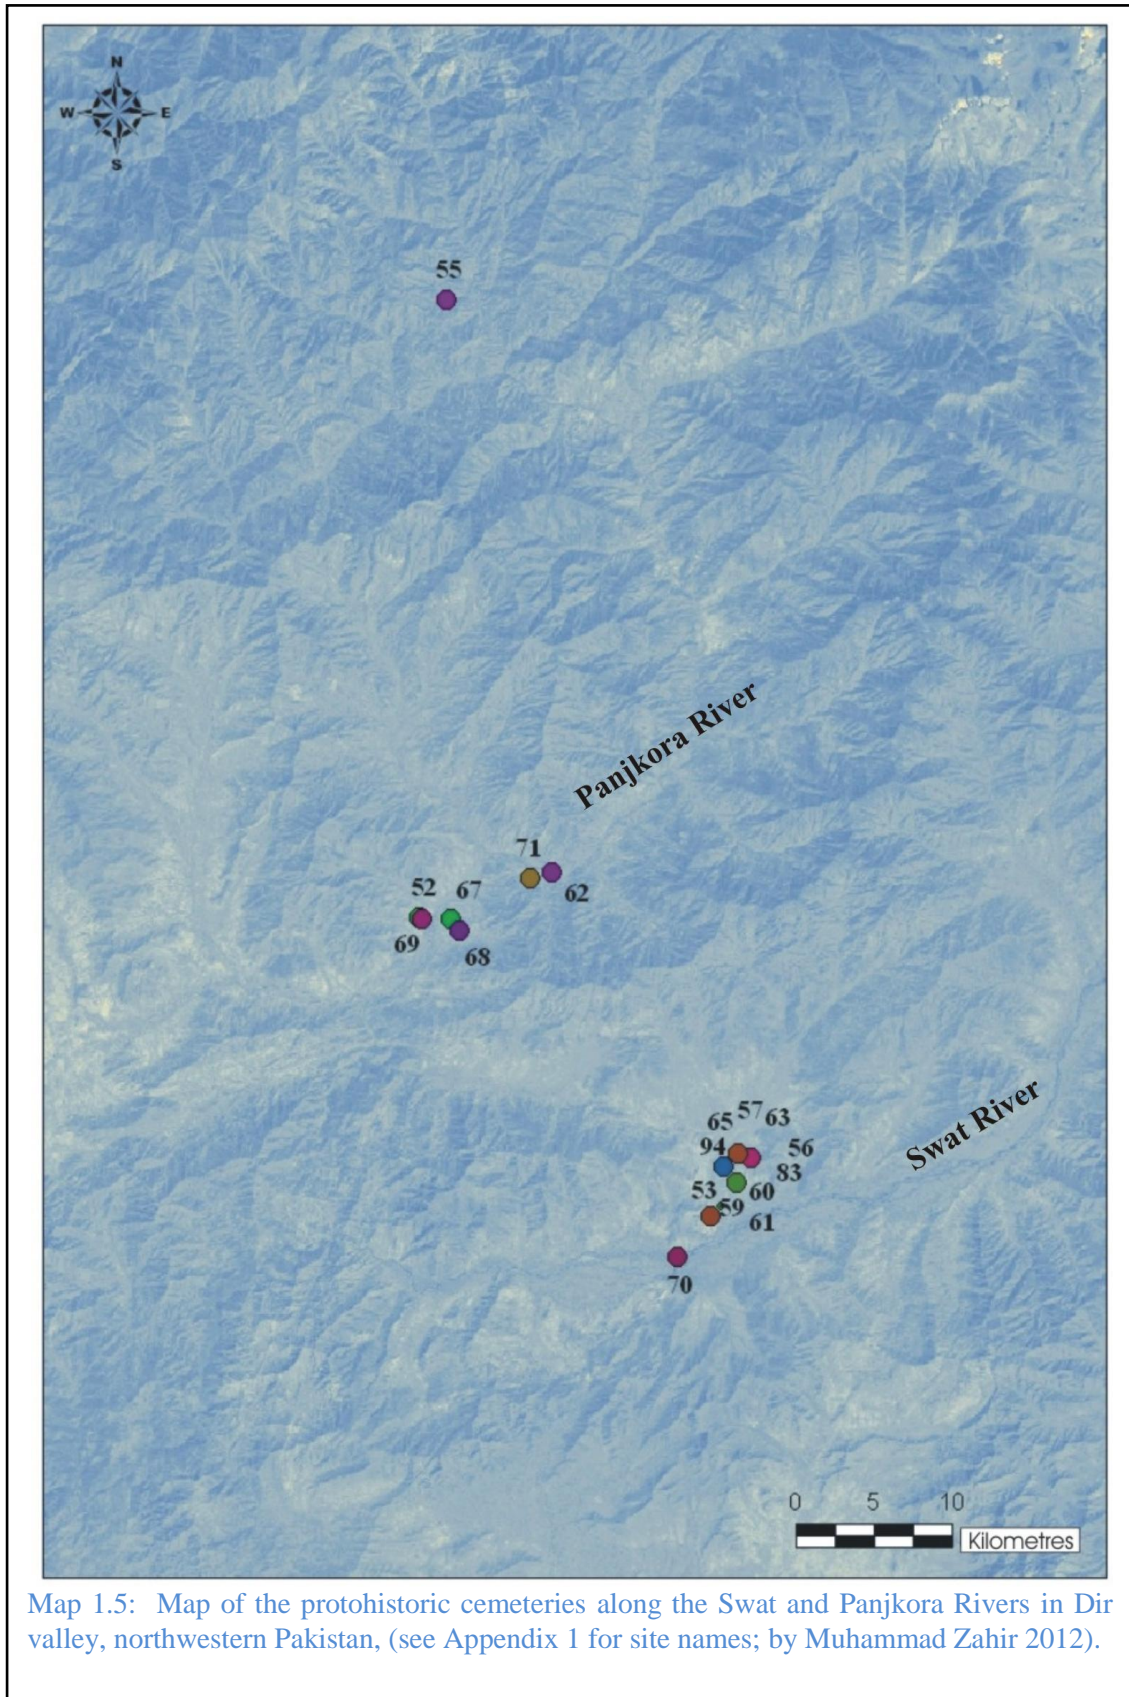 N
W E
S
55
Panjkora River
71
62
52 67
69
68
Swat River
65 57 63
94 56
83
53 60
59 61
70
0 5 10
Kilometres
Map 1.5: Map of the protohistoric cemeteries along the Swat and Panjkora Rivers in Dir
valley, northwestern Pakistan, (see Appendix 1 for site names; by Muhammad Zahir 2012).